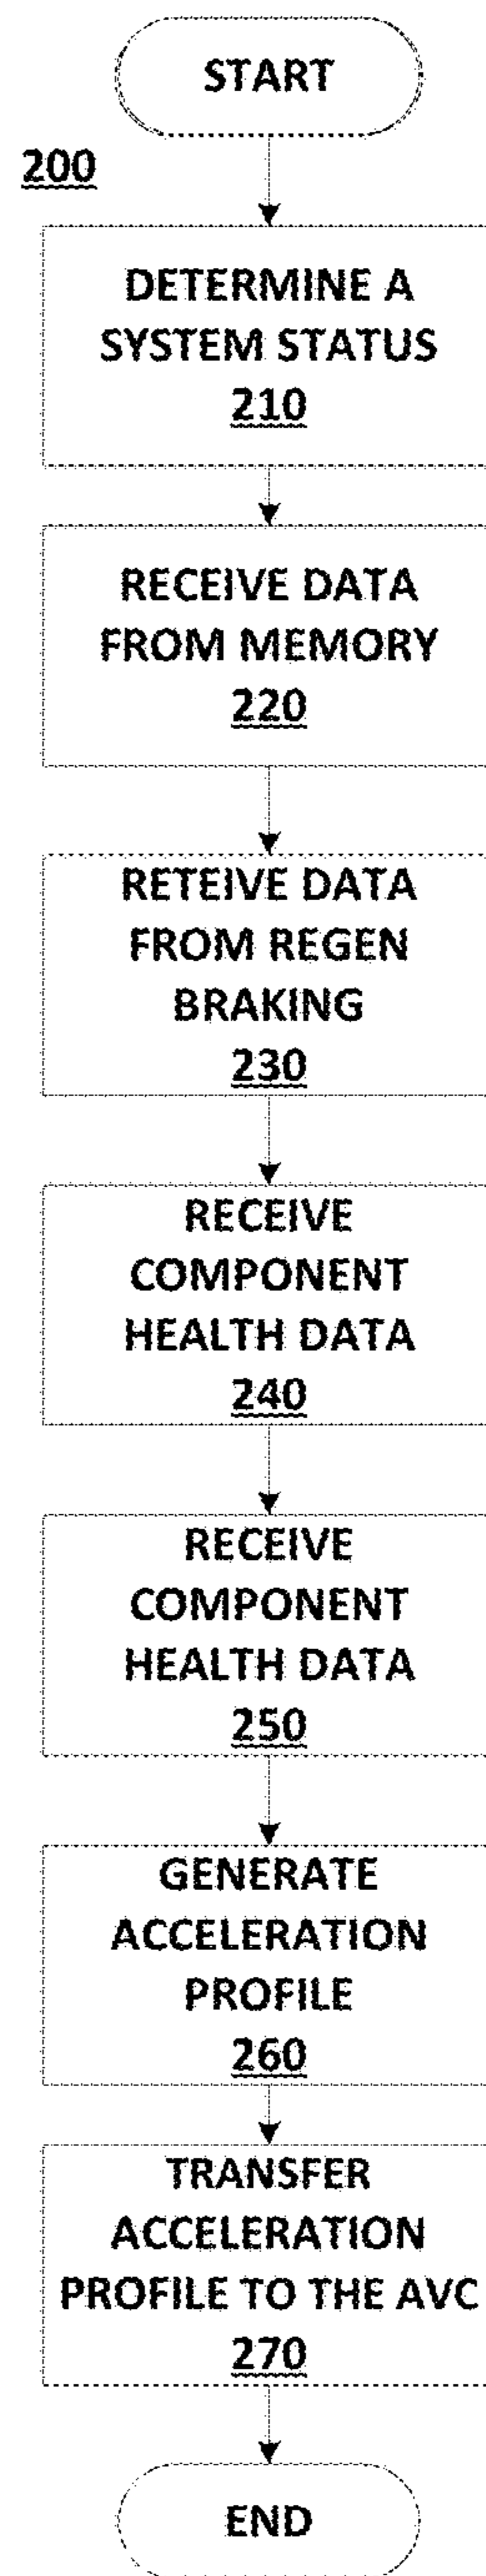 START
200
DETERMINE A
SYSTEM STATUS
210
RECEIVE DATA
FROM MEMORY
220
RETEIVE DATA
FROM REGEN
BRAKING
230
RECEIVE
COMPONENT
HEALTH DATA
240
RECEIVE
COMPONENT
HEALTH DATA
250
GENERATE
ACCELERATION
PROFILE
260
TRANSFER
ACCELERATION
PROFILE TO THE AVC
270
END